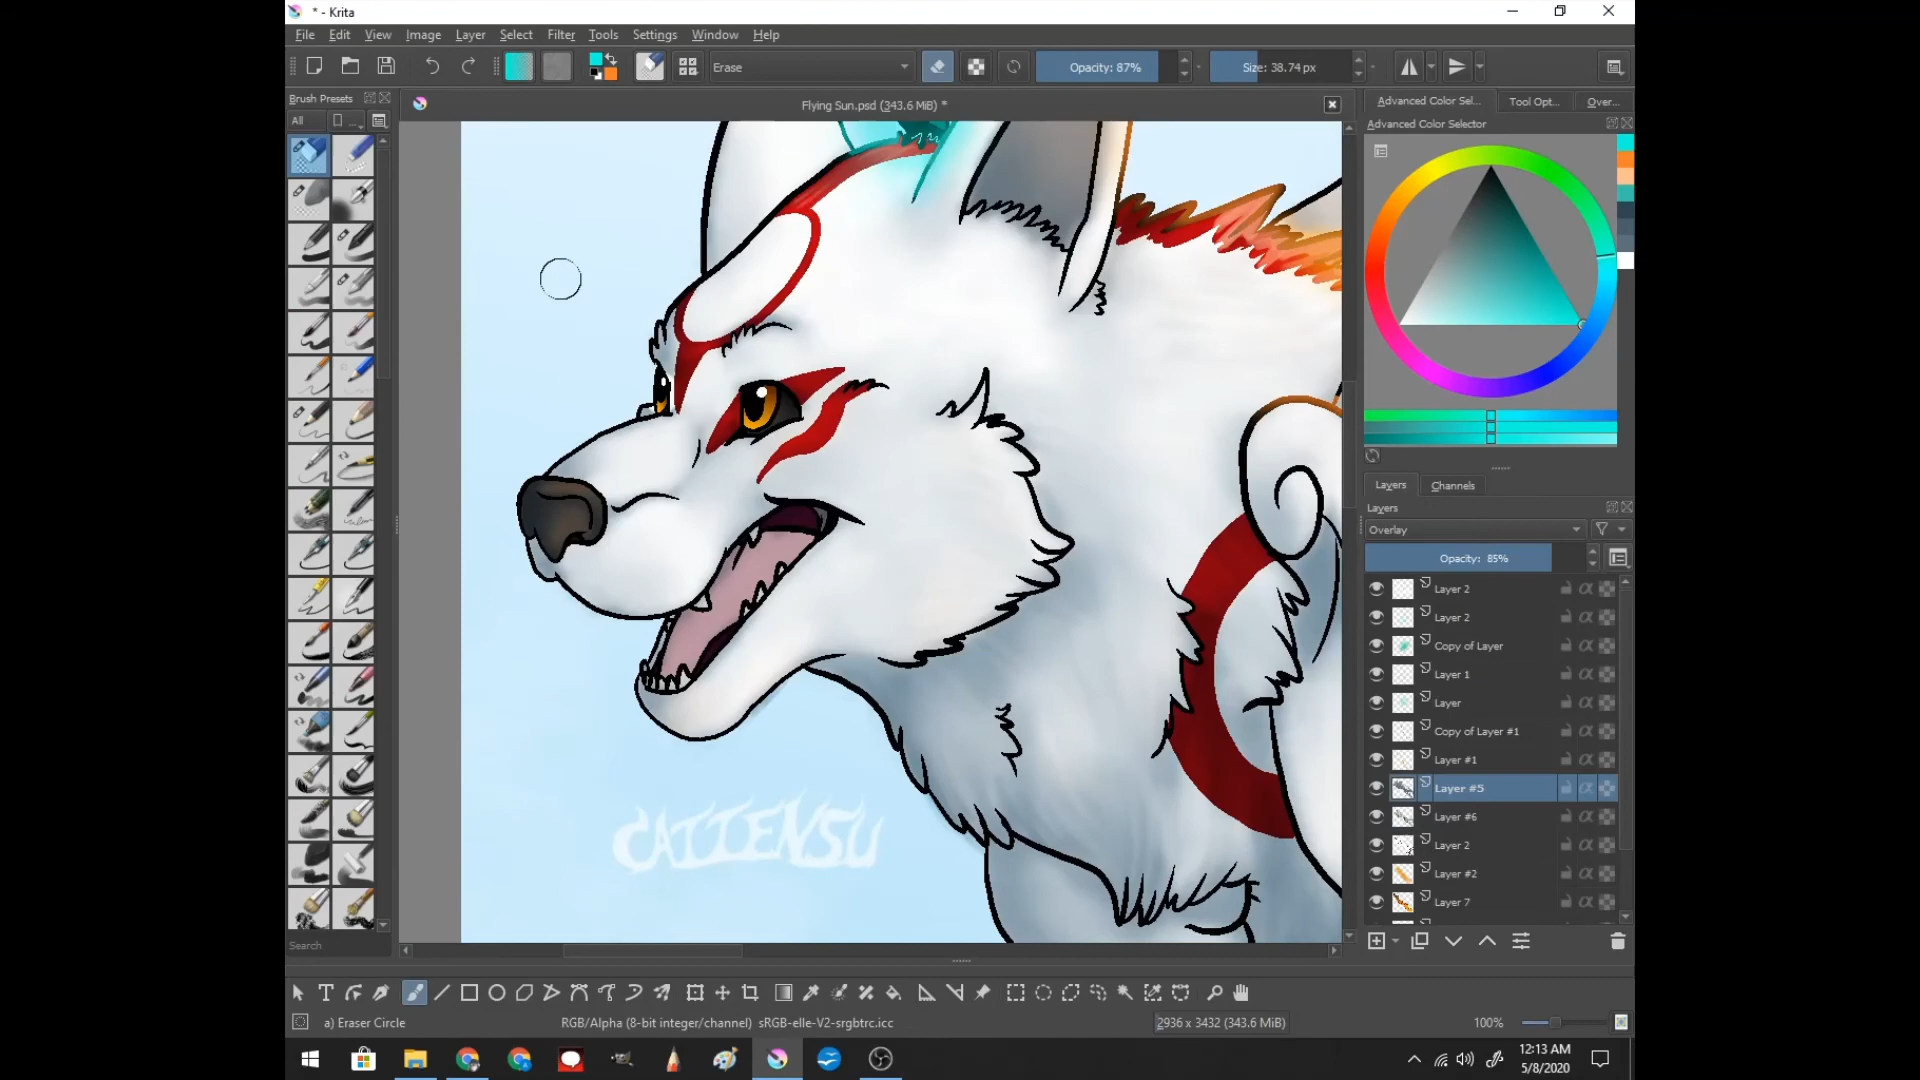 * - Krita
File Edit View Image Layer Select Filter Tools Settings Window Help
Erase
Opacity: 87%
Size: 38.74 px
Brush Presets
All
...
Flying Sun.psd (343.6 MiB) *
Advanced Color Sel... Tool Opt... Over...
Advanced Color Selector
Layers Channels
Layers
Overlay
Opacity: 85%
Layer 2
Layer 2
Copy of Layer
Layer 1
Layer
Copy of Layer #1
Layer #1
Layer #5
Layer #6
Layer 2
Layer #2
Layer 7
CATTENSU
Search
a) Eraser Circle
RGB/Alpha (8-bit integer/channel) sRGB-elle-V2-srgbtrc.icc
2936 x 3432 (343.6 MiB)
100%
12:13 AM
5/8/2020